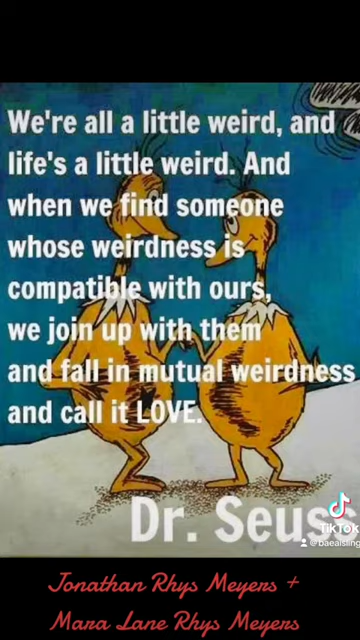 We're all a little weird, and
life's a little weird. And
when we find someone
whose weirdness is
compatible with ours,
we join up with them
and fall in mutual weirdness
and call it LOVE.
Dr. Seuss
TikTok
@baeaisling
Jonathan Rhys Meyers +
Mara Lane Rhys Meyers